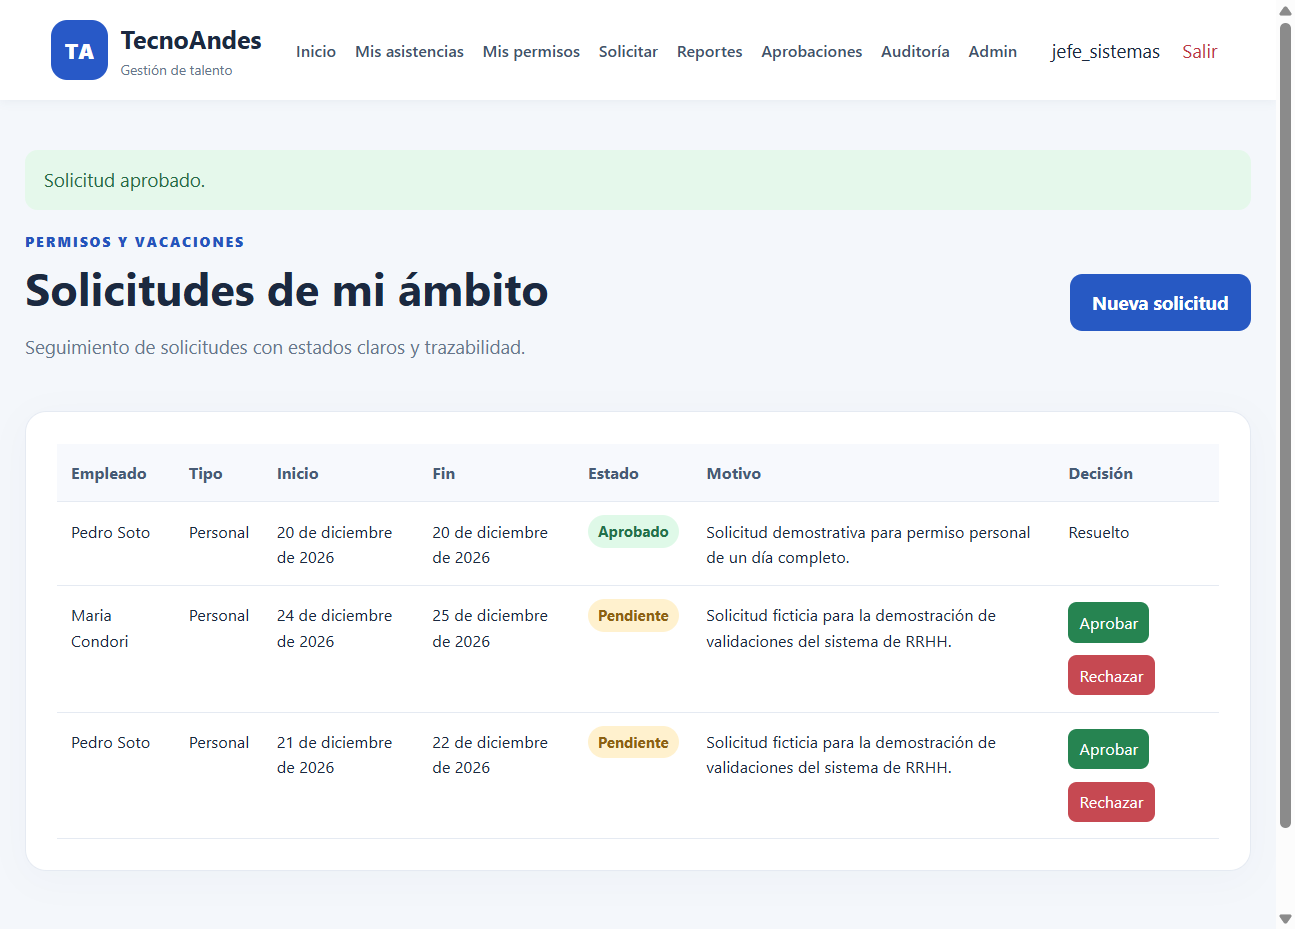 TA
TecnoAndes
Gestión de talento
Inicio Mis asistencias Mis permisos Solicitar Reportes Aprobaciones Auditoría Admin jefe_sistemas Salir
Solicitud aprobado.
PERMISOS Y VACACIONES
Solicitudes de mi ámbito
Nueva solicitud
Seguimiento de solicitudes con estados claros y trazabilidad.
Empleado Tipo Inicio Fin Estado Motivo Decisión
Pedro Soto Personal 20 de diciembre 20 de diciembre Aprobado Solicitud demostrativa para permiso personal Resuelto
de 2026 de 2026 de un día completo.
Maria Personal 24 de diciembre 25 de diciembre Pendiente Solicitud ficticia para la demostración de Aprobar
Condori de 2026 de 2026 validaciones del sistema de RRHH.
Rechazar
Pedro Soto Personal 21 de diciembre 22 de diciembre Pendiente Solicitud ficticia para la demostración de Aprobar
de 2026 de 2026 validaciones del sistema de RRHH.
Rechazar